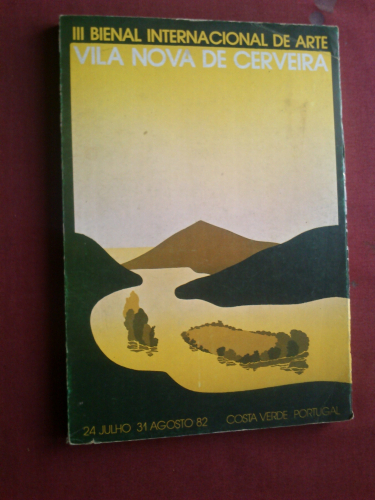 III BIENAL INTERNACIONAL DE ARTE
VILA NOVA DE CERVEIRA
24 JULHO 31 AGOSTO 82 COSTA VERDE PORTUGAL